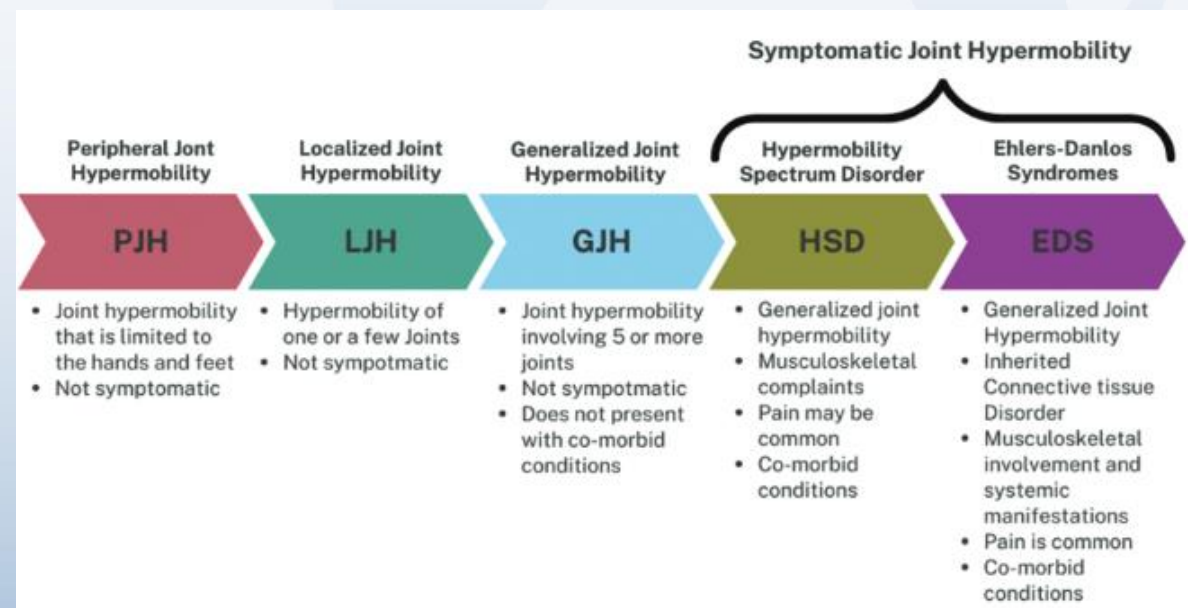 Symptomatic Joint Hypermobility
Peripheral Jont
Hypermobility
Localized Joint
Hypermobility
Generalized Joint
Hypermobility
Hypermobility
Spectrum Disorder
Ehlers-Danlos
Syndromes
PJH
LJH
GJH
HSD
EDS
• Joint hypermobility
that is limited to
the hands and feet
• Not symptomatic
• Hypermobility of
one or a few Joints
• Not sympotmatic
• Joint hypermobility
involving 5 or more
joints
• Not sympotmatic
• Does not present
with co-morbid
conditions
• Generalized joint
hypermobility
• Musculoskeletal
complaints
• Pain may be
common
• Co-morbid
conditions
• Generalized Joint
Hypermobility
• Inherited
Connective tissue
Disorder
• Musculoskeletal
involvement and
systemic
manifestations
• Pain is common
• Co-morbid
conditions